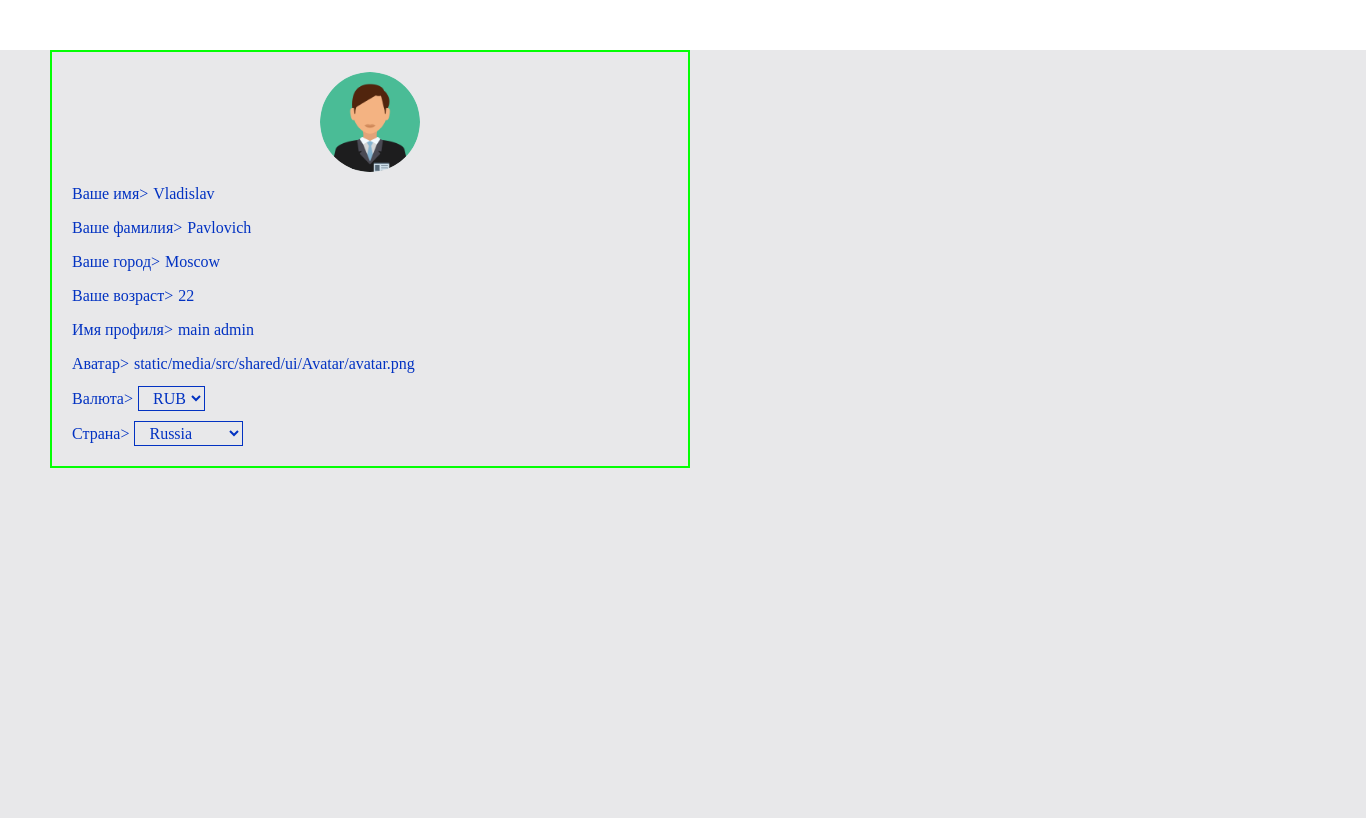 Ваше имя> Vladislav
Ваше фамилия> Pavlovich
Ваше город> Moscow
Ваше возраст> 22
Имя профиля> main admin
Аватар> static/media/src/shared/ui/Avatar/avatar.png
Валюта> RUB
Страна> Russia